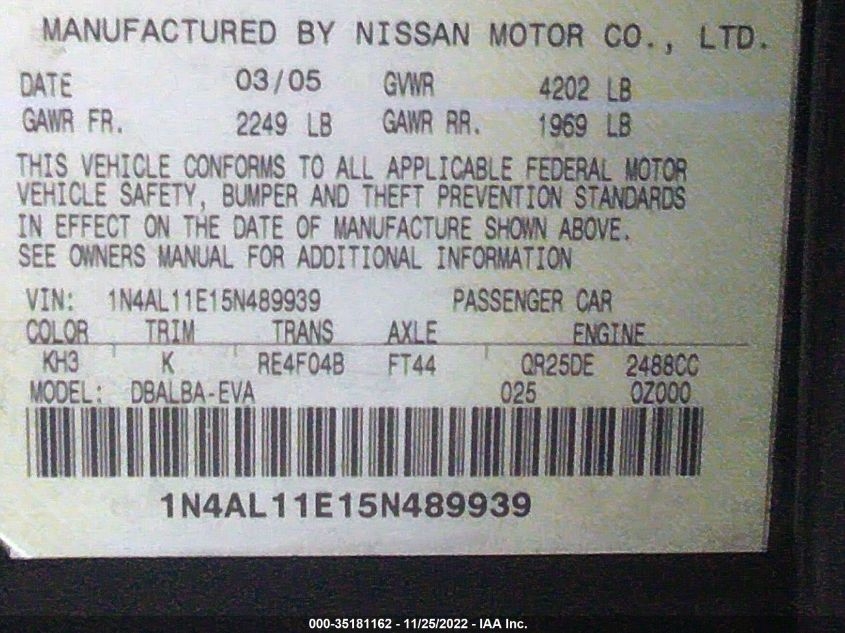 MANUFACTURED BY NISSAN MOTOR CO., LTD.
DATE 03/05 GVWR 4202 LB
GAWR FR. 2249 LB GAWR RR. 1969 LB
THIS VEHICLE CONFORMS TO ALL APPLICABLE FEDERAL MOTOR
VEHICLE SAFETY, BUMPER AND THEFT PREVENTION STANDARDS
IN EFFECT ON THE DATE OF MANUFACTURE SHOWN ABOVE.
SEE OWNERS MANUAL FOR ADDITIONAL INFORMATION
VIN: 1N4AL11E15N489939 PASSENGER CAR
COLOR TRIM TRANS AXLE ENGINE
KH3 K RE4F04B FT44 QR25DE 2488CC
MODEL: DBALBA-EVA 025 0Z000
1N4AL11E15N489939
000-35181162 - 11/25/2022 - IAA Inc.